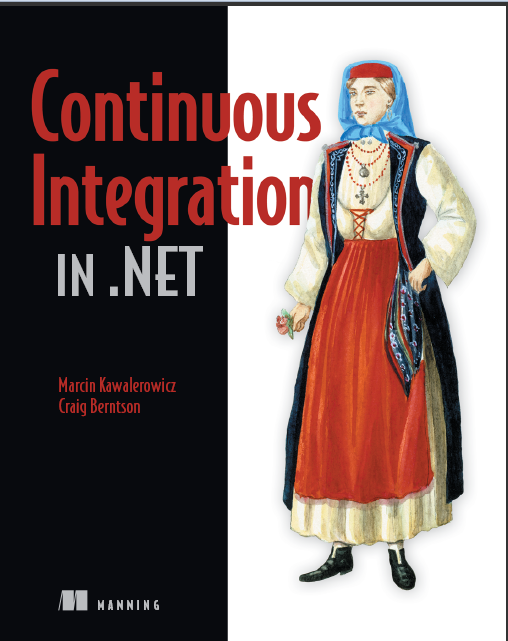 Continuous
Integration
IN .NET
Marcin Kawalerowicz
Craig Berntson
MANNING